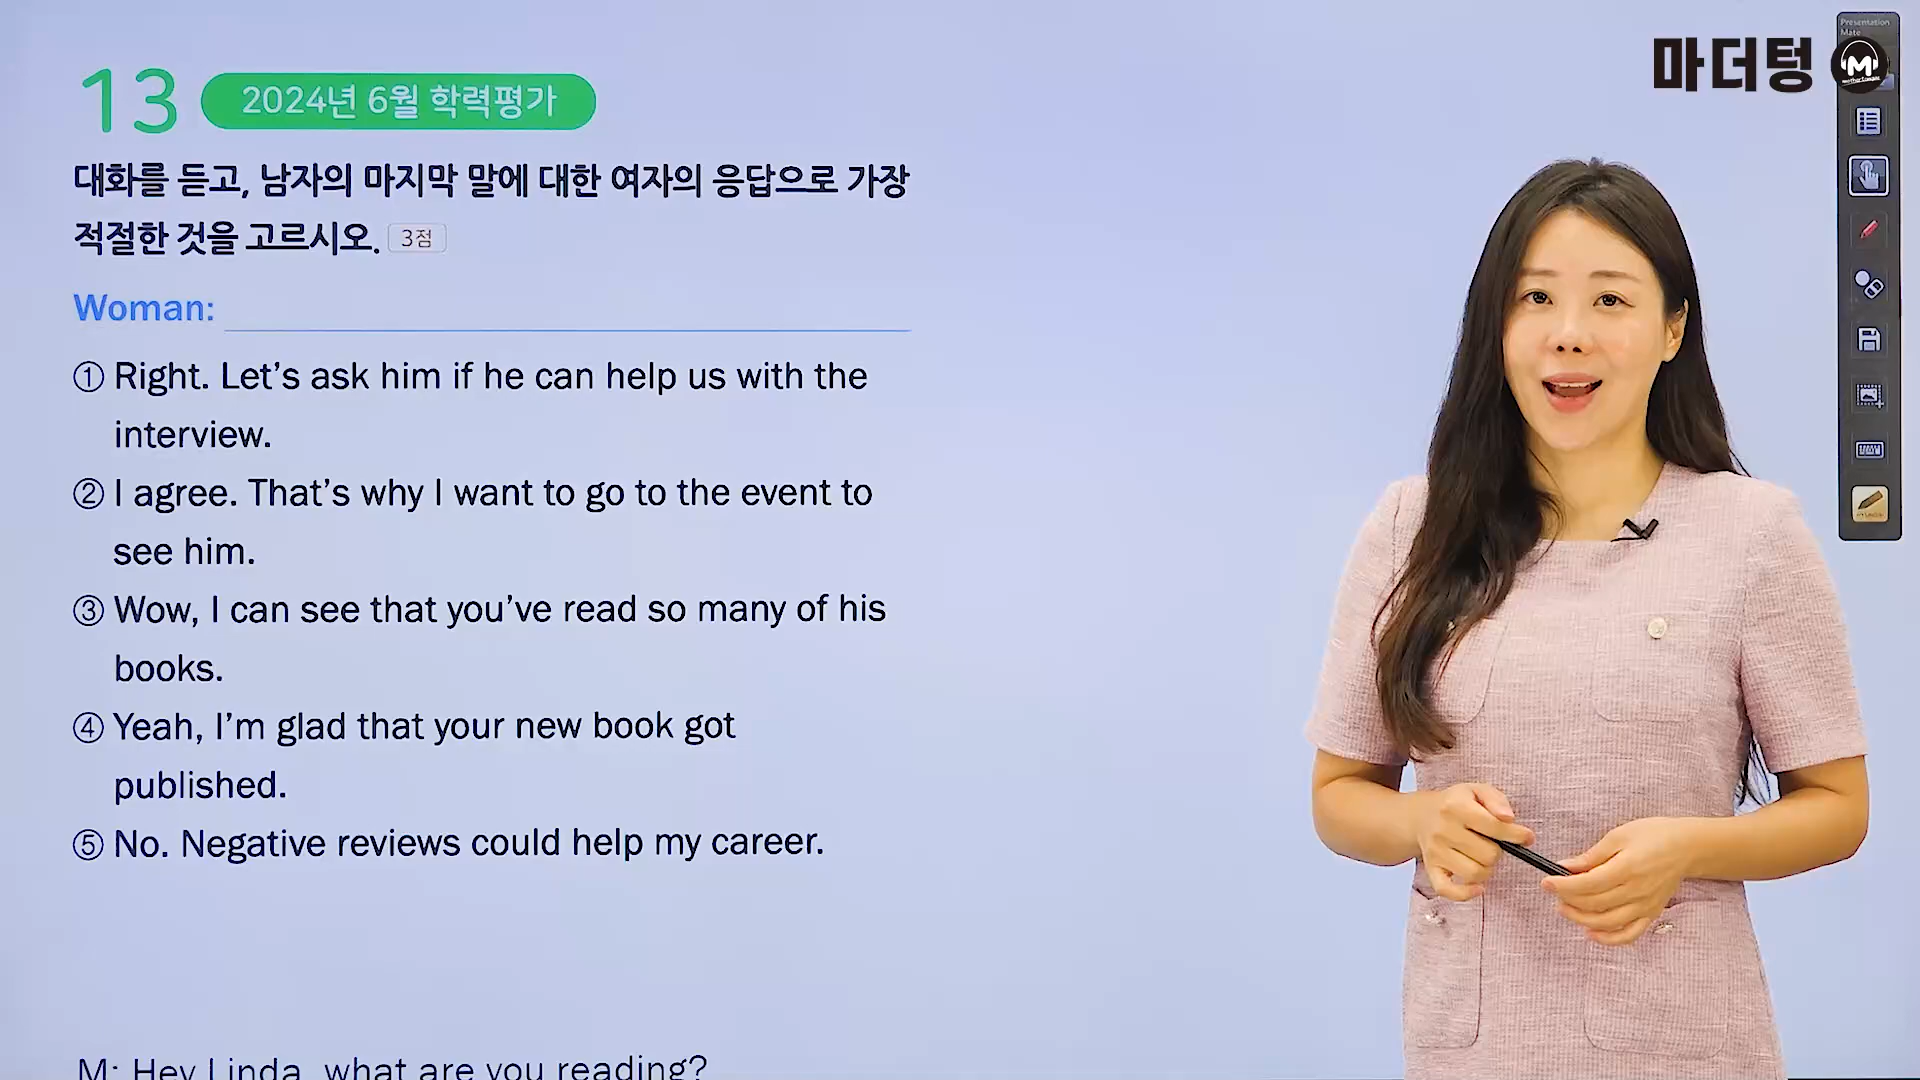 마더텅
Presentation
Mate
13 2024년 6월 학력평가
대화를 듣고, 남자의 마지막 말에 대한 여자의 응답으로 가장
적절한 것을 고르시오. 3점
Woman:
① Right. Let’s ask him if he can help us with the
interview.
② I agree. That’s why I want to go to the event to
see him.
③ Wow, I can see that you’ve read so many of his
books.
④ Yeah, I’m glad that your new book got
published.
⑤ No. Negative reviews could help my career.
M: Hey Linda, what are you reading?